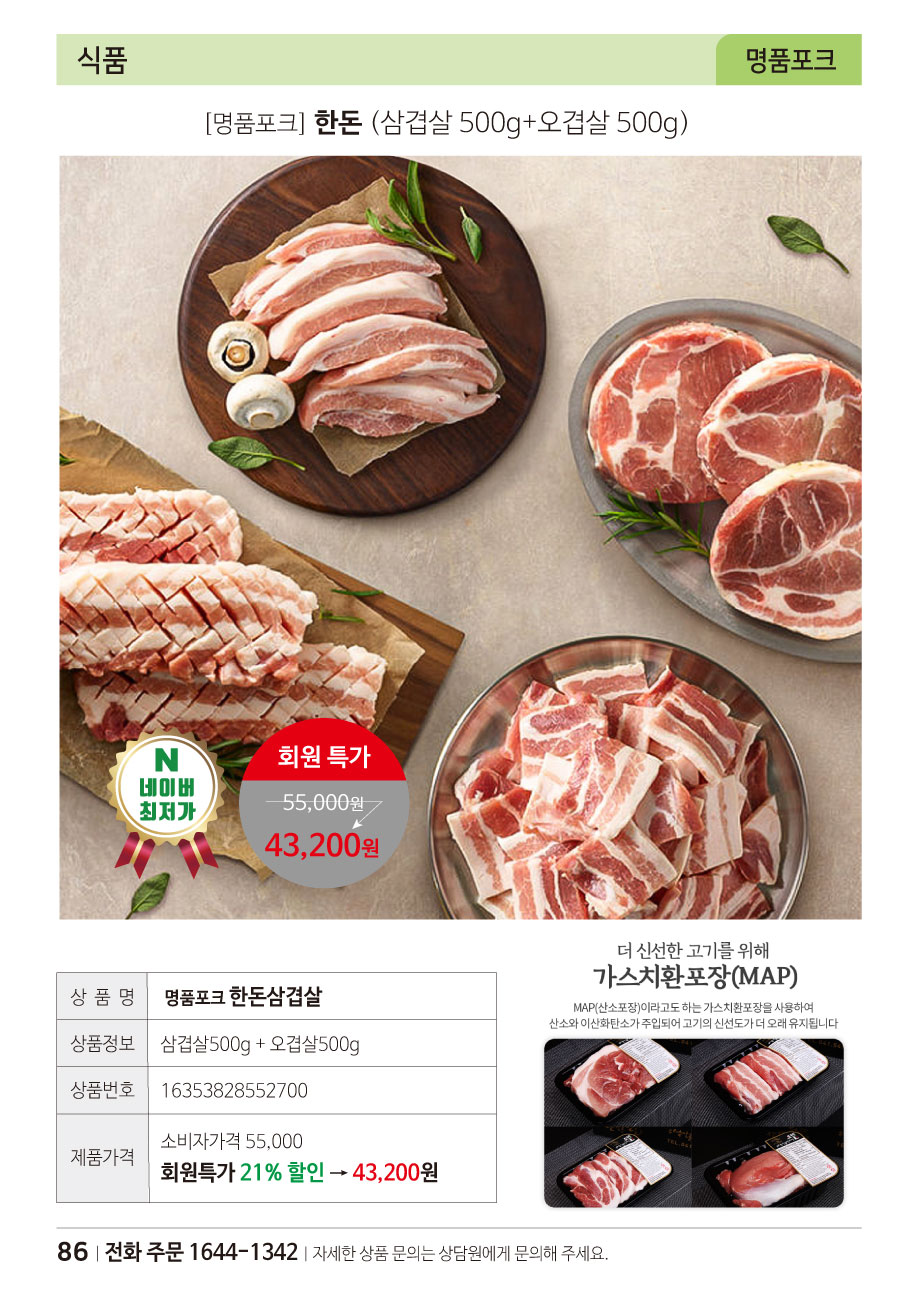 식품
명품포크
[명품포크] 한돈 (삼겹살 500g+오겹살 500g)
N
네이버
최저가
회원 특가
55,000원
43,200원
더 신선한 고기를 위해
가스치환포장(MAP)
MAP(산소포장)이라고도 하는 가스치환포장을 사용하여
산소와 이산화탄소가 주입되어 고기의 신선도가 더 오래 유지됩니다
상 품 명 명품포크 한돈삼겹살
상품정보 삼겹살500g + 오겹살500g
상품번호 16353828552700
제품가격 소비자가격 55,000
회원특가 21% 할인 → 43,200원
86 | 전화 주문 1644-1342 | 자세한 상품 문의는 상담원에게 문의해 주세요.